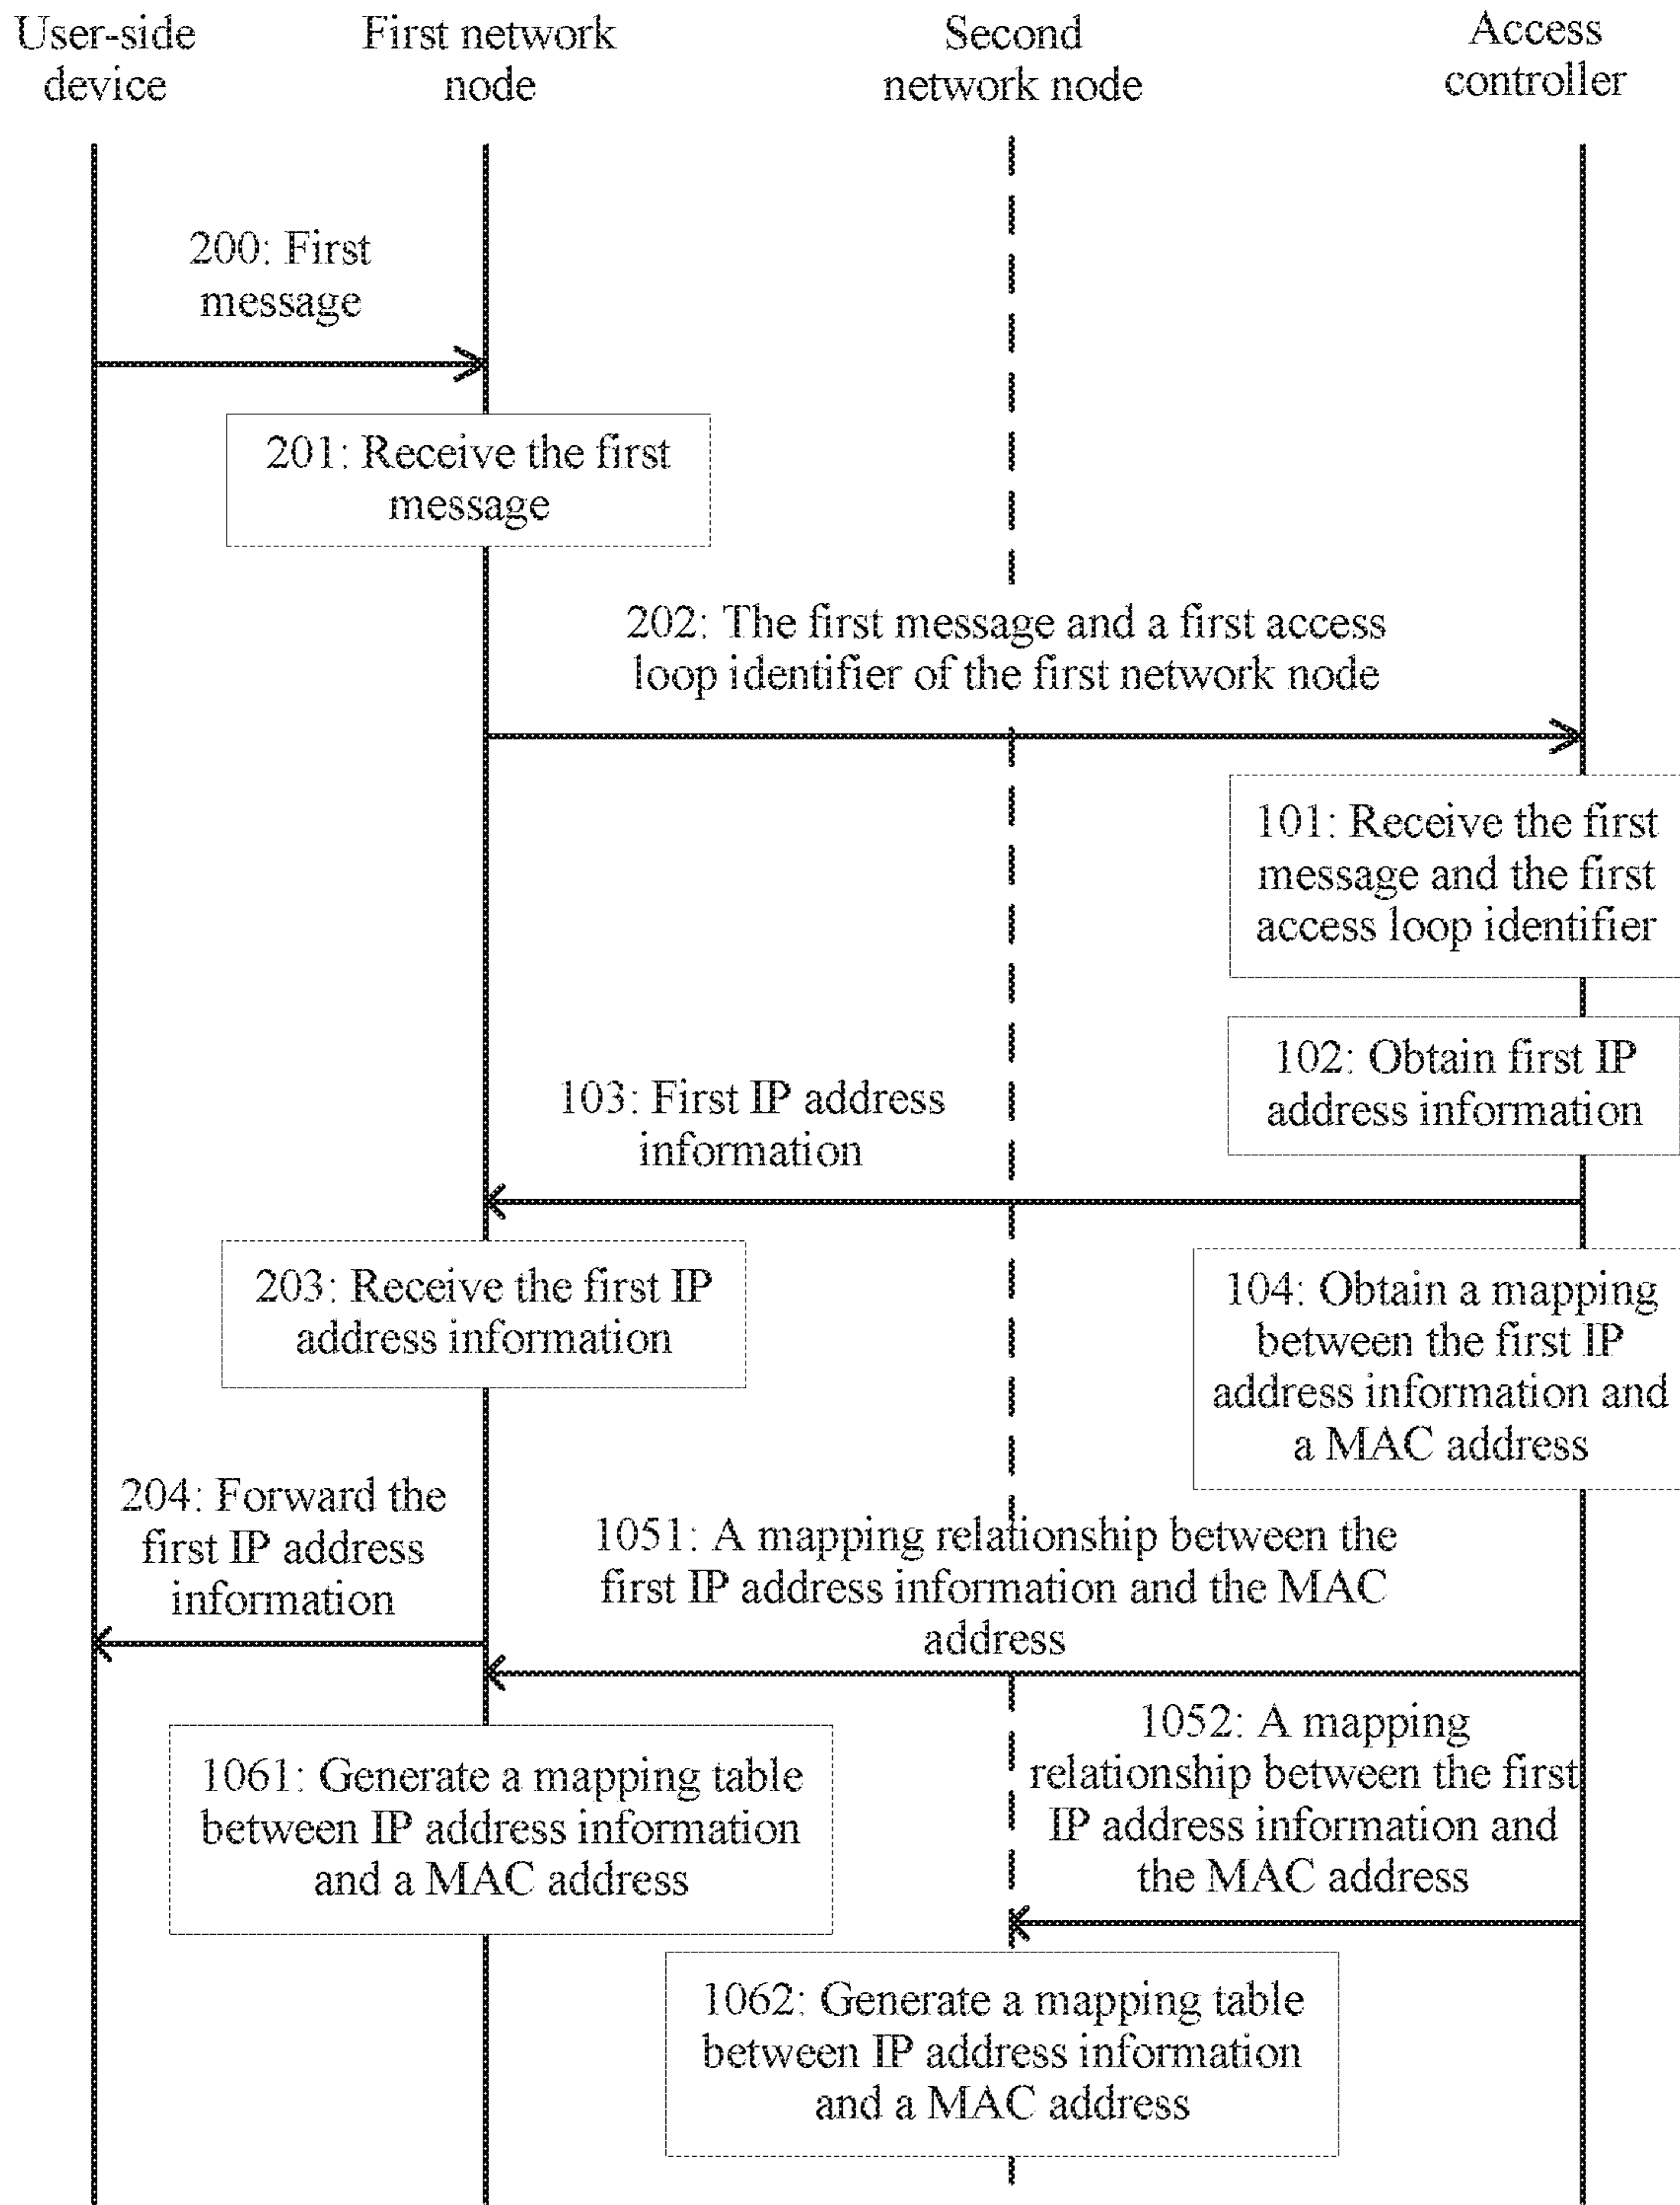 User-side
device
First network
node
Second
network node
Access
controller
200: First
message
201: Receive the first
message
202: The first message and a first access
loop identifier of the first network node
101: Receive the first
message and the first
access loop identifier
102: Obtain first IP
address information
103: First IP address
information
203: Receive the first IP
address information
104: Obtain a mapping
between the first IP
address information and
a MAC address
204: Forward the
first IP address
information
1051: A mapping relationship between the
first IP address information and the MAC
address
1052: A mapping
relationship between the first
IP address information and
the MAC address
1061: Generate a mapping table
between IP address information
and a MAC address
1062: Generate a mapping table
between IP address information
and a MAC address